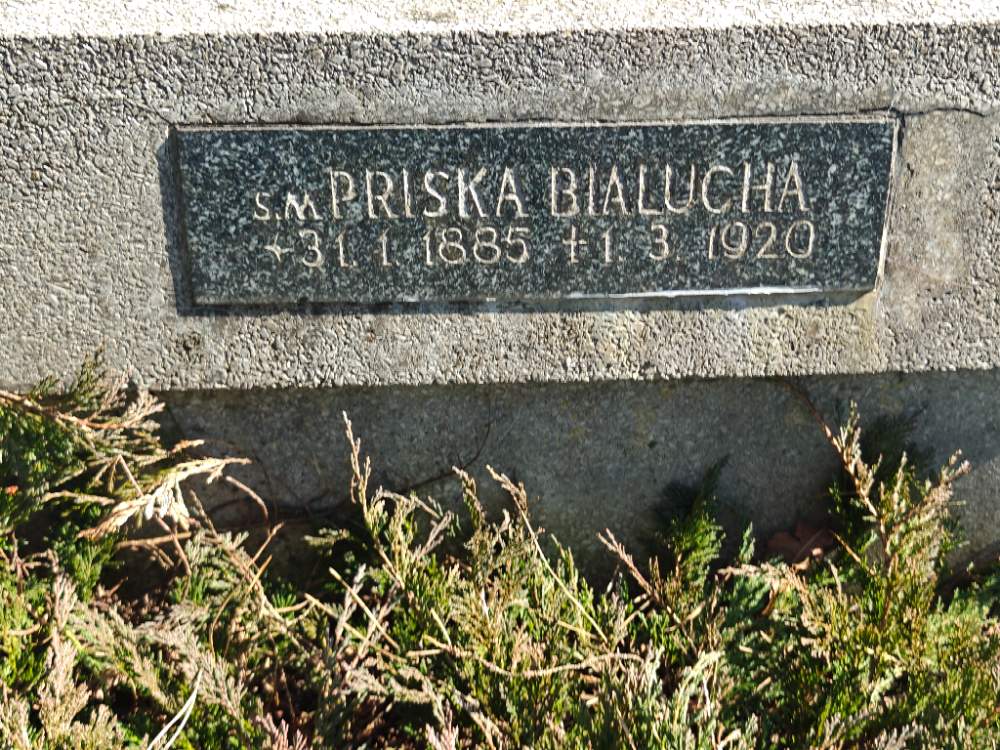 S.M PRISKA BIALUCHA
+31. 1. 1885 +1. 3. 1920